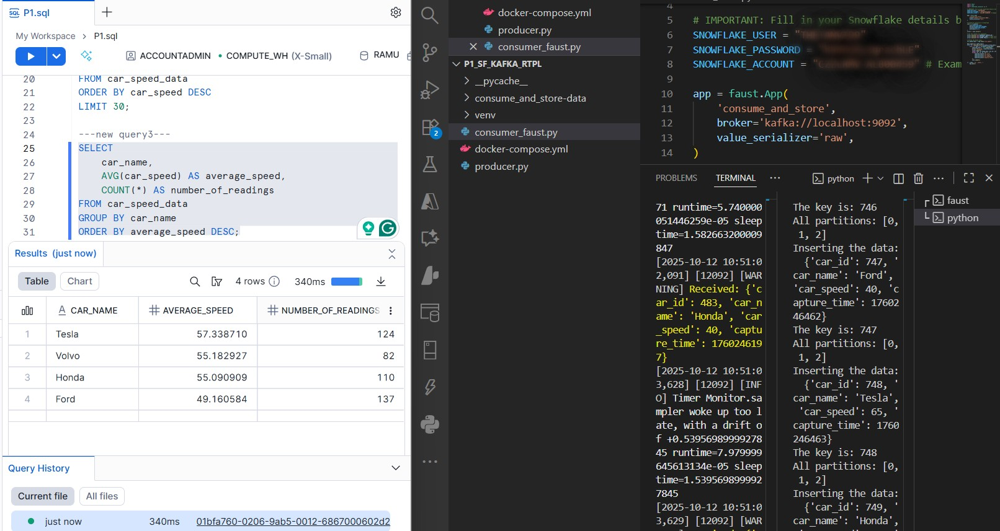 SQL P1.sql
My Workspace > P1.sql
ACCOUNTADMIN • COMPUTE_WH (X-Small) RAMU
20 FROM car_speed_data
21 ORDER BY car_speed DESC
22 LIMIT 30;
23
24 ---new query3---
25 SELECT
26 car_name,
27 AVG(car_speed) AS average_speed,
28 COUNT(*) AS number_of_readings
29 FROM car_speed_data
30 GROUP BY car_name
31 ORDER BY average_speed DESC;
Results (just now)
Table Chart 4 rows 340ms
CAR_NAME AVERAGE_SPEED NUMBER_OF_READINGS
1 Tesla 57.338710 124
2 Volvo 55.182927 82
3 Honda 55.090909 110
4 Ford 49.160584 137
Query History
Current file All files
just now 340ms 01bfa760-0206-9ab5-0012-6867000602d2
2
docker-compose.yml
producer.py
consumer_faust.py
P1_SF_KAFKA_RTPL
__pycache__
consume_and_store-data
venv
consumer_faust.py
docker-compose.yml
producer.py
4
5 # IMPORTANT: Fill in your Snowflake details b
6 SNOWFLAKE_USER =
7 SNOWFLAKE_PASSWORD =
8 SNOWFLAKE_ACCOUNT = # Exam
9
10 app = faust.App(
11 'consume_and_store',
12 broker='kafka://localhost:9092',
13 value_serializer='raw',
14 )
PROBLEMS TERMINAL python
71 runtime=5.740000
051446259e-05 sleep
time=1.582663200009
847
[2025-10-12 10:51:0
2,091] [12092] [WAR
NING] Received: {'c
ar_id': 483, 'car_n
ame': 'Honda', 'car
_speed': 40, 'captu
re_time': 176024619
7}
[2025-10-12 10:51:0
3,628] [12092] [INF
O] Timer Monitor.sa
mpler woke up too l
ate, with a drift o
f +0.53956989999278
45 runtime=7.979999
645613134e-05 sleep
time=1.539569899992
7845
[2025-10-12 10:51:0
3,629] [12092] [WAR
The key is: 746
All partitions: [0,
1, 2]
Inserting the data:
{'car_id': 747, '
car_name': 'Ford',
'car_speed': 40, 'c
apture_time': 17602
46462}
The key is: 747
All partitions: [0,
1, 2]
Inserting the data:
{'car_id': 748, '
car_name': 'Tesla',
'car_speed': 65, '
capture_time': 1760
246463}
The key is: 748
All partitions: [0,
1, 2]
Inserting the data:
{'car_id': 749, '
car_name': 'Honda',
faust
python